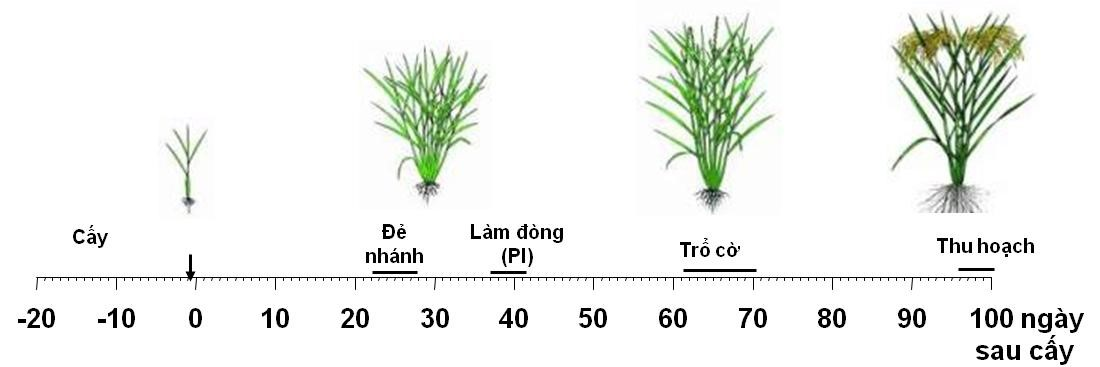 Cấy
Đẻ
nhánh
Làm đòng
(PI)
Trổ cờ
Thu hoạch
-20 -10 0 10 20 30 40 50 60 70 80 90 100 ngày
sau cấy